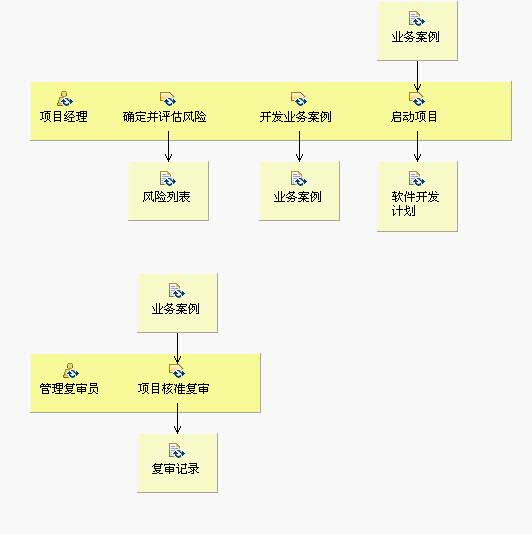 业务案例
项目经理
确定并评估风险
开发业务案例
启动项目
风险列表
业务案例
软件开发
计划
业务案例
管理复审员
项目核准复审
复审记录